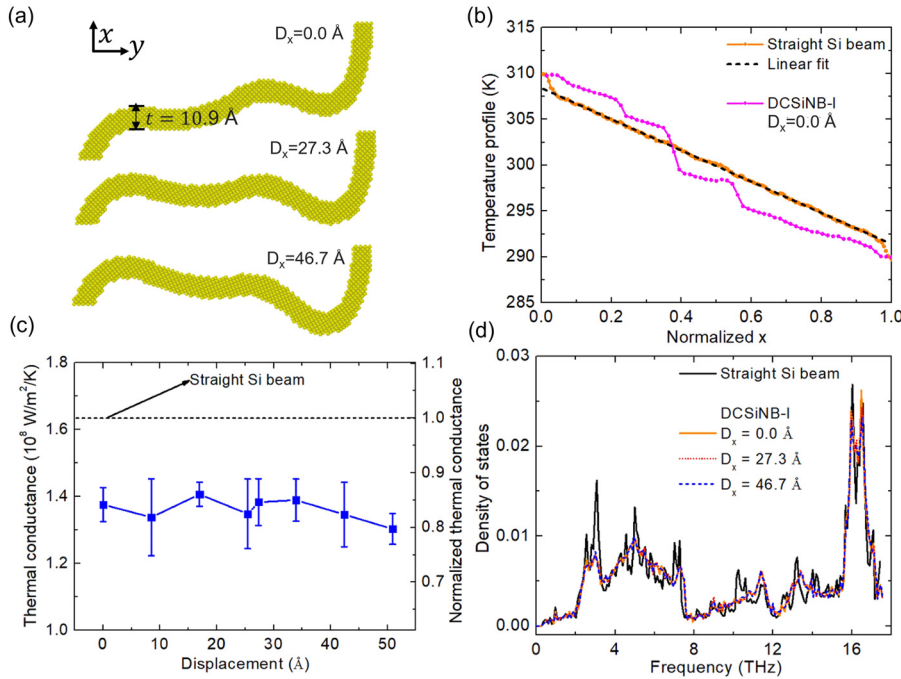 (a)
x
y
Dₓ=0.0 Å
t = 10.9 Å
Dₓ=27.3 Å
Dₓ=46.7 Å
(b)
Temperature profile (K)
310
305
300
295
290
285
Straight Si beam
Linear fit
DCSiNB-I
Dₓ=0.0 Å
0.0 0.2 0.4 0.6 0.8 1.0
Normalized x
(c)
Thermal conductance (10⁸ W/m²/K)
1.8
1.6
1.4
1.2
1.0
Straight Si beam
1.1
1.0
0.9
0.8
0.7
Normalized thermal conductance
0 10 20 30 40 50
Displacement (Å)
(d)
Density of states
0.03
0.02
0.01
0.00
Straight Si beam
DCSiNB-I
Dₓ = 0.0 Å
Dₓ = 27.3 Å
Dₓ = 46.7 Å
0 4 8 12 16
Frequency (THz)